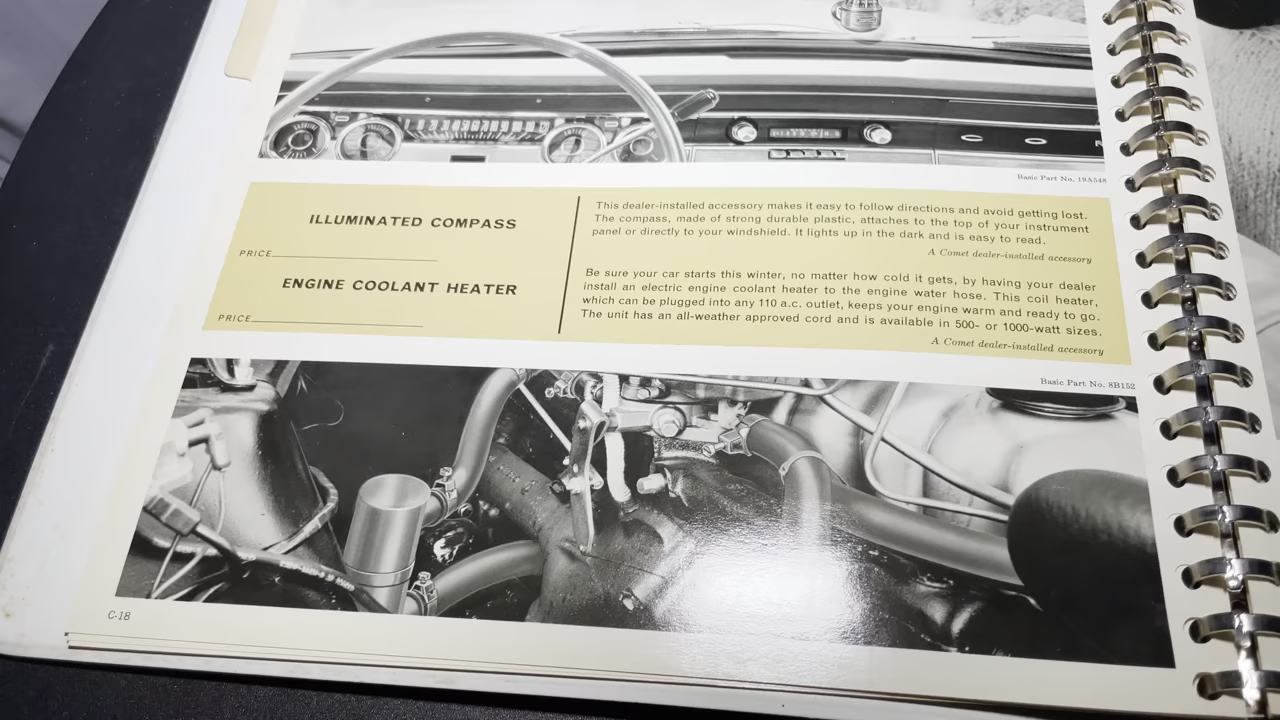 Basic Part No. 19A548
ILLUMINATED COMPASS
PRICE
This dealer-installed accessory makes it easy to follow directions and avoid getting lost.
The compass, made of strong durable plastic, attaches to the top of your instrument
panel or directly to your windshield. It lights up in the dark and is easy to read.
A Comet dealer-installed accessory
ENGINE COOLANT HEATER
PRICE
Be sure your car starts this winter, no matter how cold it gets, by having your dealer
install an electric engine coolant heater to the engine water hose. This coil heater,
which can be plugged into any 110 a.c. outlet, keeps your engine warm and ready to go.
The unit has an all-weather approved cord and is available in 500- or 1000-watt sizes.
A Comet dealer-installed accessory
Basic Part No. 8B152
C-18